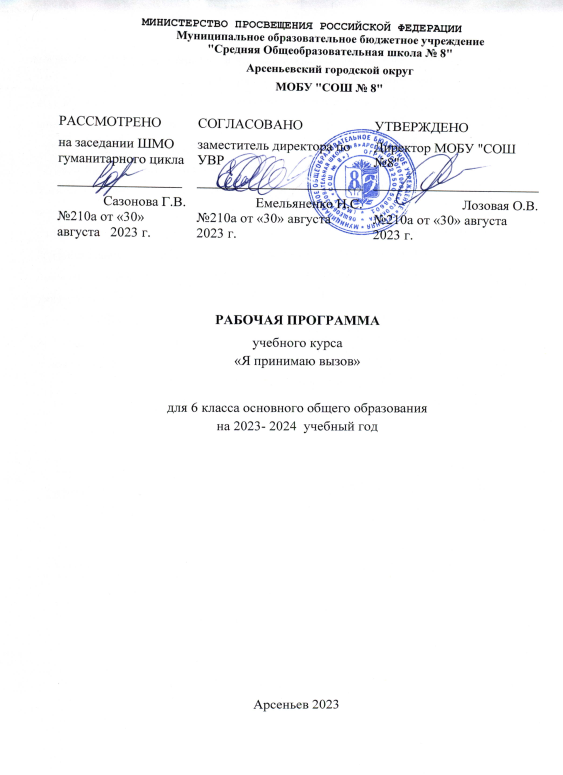 МИНИСТЕРСТВО ПРОСВЕЩЕНИЯ РОССИЙСКОЙ ФЕДЕРАЦИИ
Муниципальное образовательное бюджетное учреждение
"Средняя Общеобразовательная школа № 8"
Арсеньевский городской округ
МОБУ "СОШ № 8"
РАССМОТРЕНО
на заседании ШМО
гуманитарного цикла
Сазонова Г.В.
№210а от «30»
августа 2023 г.
СОГЛАСОВАНО
заместитель директора по
УВР
Емельяненко Н.С.
№210а от «30» августа
2023 г.
УТВЕРЖДЕНО
Директор МОБУ "СОШ
№8"
Лозовая О.В.
№210а от «30» августа
2023 г.
РАБОЧАЯ ПРОГРАММА
учебного курса
«Я принимаю вызов»
для 6 класса основного общего образования
на 2023- 2024 учебный год
Арсеньев 2023